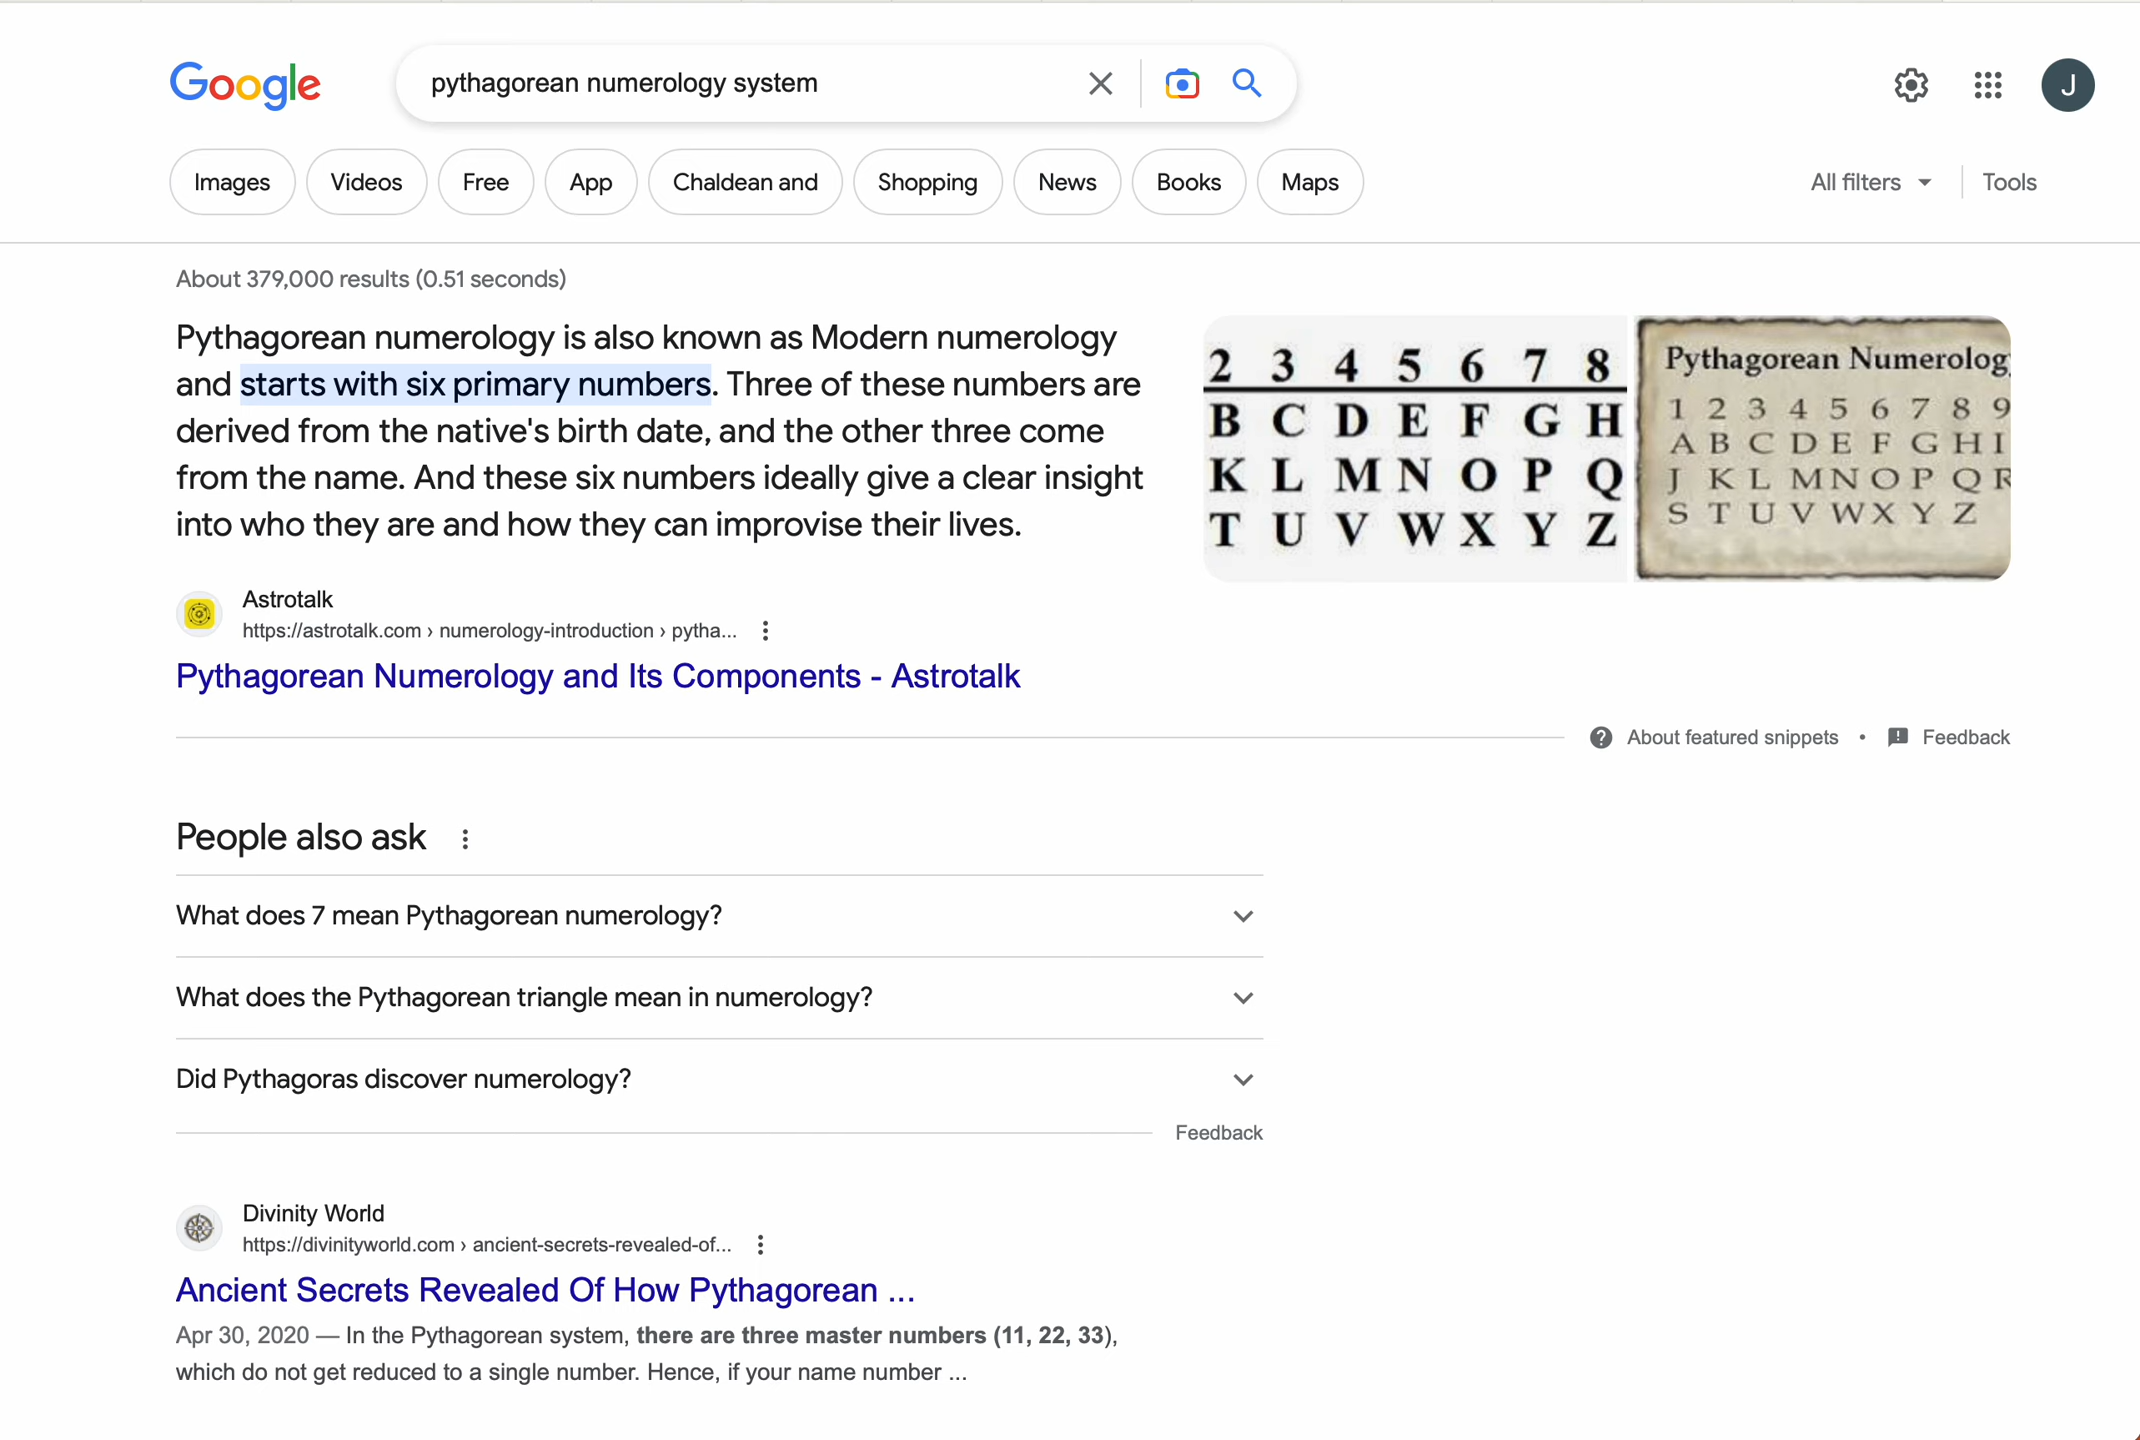 Google
pythagorean numerology system
J
Images
Videos
Free
App
Chaldean and
Shopping
News
Books
Maps
All filters
Tools
About 379,000 results (0.51 seconds)
Pythagorean numerology is also known as Modern numerology
and starts with six primary numbers. Three of these numbers are
derived from the native's birth date, and the other three come
from the name. And these six numbers ideally give a clear insight
into who they are and how they can improvise their lives.
2 3 4 5 6 7 8
B C D E F G H
K L M N O P Q
T U V W X Y Z
Pythagorean Numerolog
1 2 3 4 5 6 7 8 9
A B C D E F G H I
J K L M N O P Q R
S T U V W X Y Z
Astrotalk
https://astrotalk.com › numerology-introduction › pytha...
Pythagorean Numerology and Its Components - Astrotalk
About featured snippets • Feedback
People also ask
What does 7 mean Pythagorean numerology?
What does the Pythagorean triangle mean in numerology?
Did Pythagoras discover numerology?
Feedback
Divinity World
https://divinityworld.com › ancient-secrets-revealed-of...
Ancient Secrets Revealed Of How Pythagorean ...
Apr 30, 2020 — In the Pythagorean system, there are three master numbers (11, 22, 33),
which do not get reduced to a single number. Hence, if your name number ...